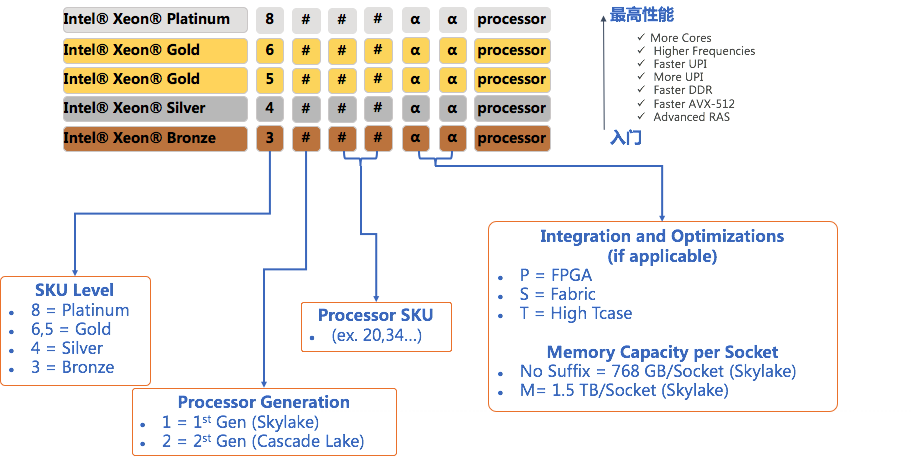 Intel® Xeon® Platinum 8 # # # α α processor
Intel® Xeon® Gold 6 # # # α α processor
Intel® Xeon® Gold 5 # # # α α processor
Intel® Xeon® Silver 4 # # # α α processor
Intel® Xeon® Bronze 3 # # # α α processor
最高性能
✓ More Cores
✓ Higher Frequencies
✓ Faster UPI
✓ More UPI
✓ Faster DDR
✓ Faster AVX-512
✓ Advanced RAS
入门
SKU Level
• 8 = Platinum
• 6,5 = Gold
• 4 = Silver
• 3 = Bronze
Processor Generation
• 1 = 1st Gen (Skylake)
• 2 = 2st Gen (Cascade Lake)
Processor SKU
• (ex. 20,34...)
Integration and Optimizations
(if applicable)
• P = FPGA
• S = Fabric
• T = High Tcase
Memory Capacity per Socket
• No Suffix = 768 GB/Socket (Skylake)
• M= 1.5 TB/Socket (Skylake)